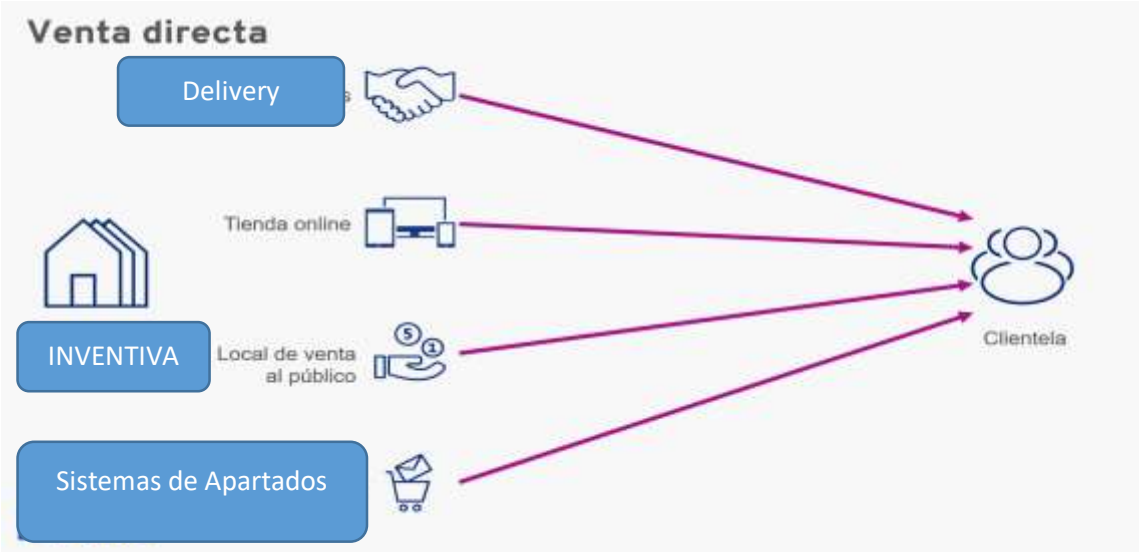 Venta directa
Delivery
Tienda online
INVENTIVA
Local de venta
al público
Clientela
Sistemas de Apartados